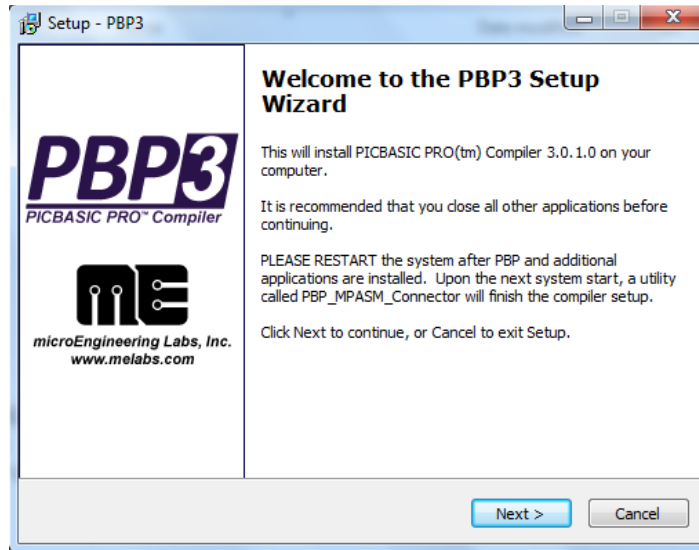 Setup - PBP3
Welcome to the PBP3 Setup
Wizard
This will install PICBASIC PRO(tm) Compiler 3.0.1.0 on your
computer.
It is recommended that you close all other applications before
continuing.
PLEASE RESTART the system after PBP and additional
applications are installed.  Upon the next system start, a utility
called PBP_MPASM_Connector will finish the compiler setup.
Click Next to continue, or Cancel to exit Setup.
PBP3
PICBASIC PRO™ Compiler
mE
microEngineering Labs, Inc.
www.melabs.com
Next >
Cancel